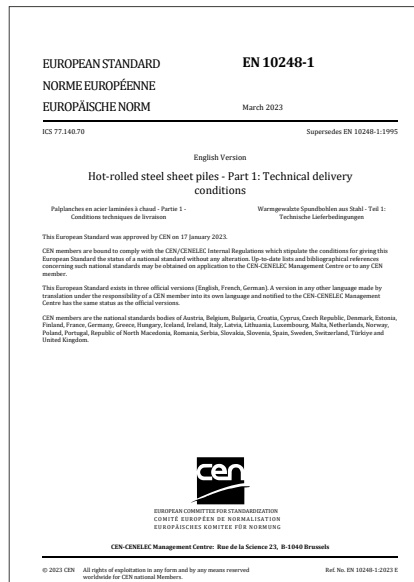 EUROPEAN STANDARD
NORME EUROPÉENNE
EUROPÄISCHE NORM
EN 10248-1
March 2023
ICS 77.140.70
Supersedes EN 10248-1:1995
English Version
Hot-rolled steel sheet piles - Part 1: Technical delivery
conditions
Palplanches en acier laminées à chaud - Partie 1 -
Conditions techniques de livraison
Warmgewalzte Spundbohlen aus Stahl - Teil 1:
Technische Lieferbedingungen
This European Standard was approved by CEN on 17 January 2023.
CEN members are bound to comply with the CEN/CENELEC Internal Regulations which stipulate the conditions for giving this
European Standard the status of a national standard without any alteration. Up-to-date lists and bibliographical references
concerning such national standards may be obtained on application to the CEN-CENELEC Management Centre or to any CEN
member.
This European Standard exists in three official versions (English, French, German). A version in any other language made by
translation under the responsibility of a CEN member into its own language and notified to the CEN-CENELEC Management
Centre has the same status as the official versions.
CEN members are the national standards bodies of Austria, Belgium, Bulgaria, Croatia, Cyprus, Czech Republic, Denmark, Estonia,
Finland, France, Germany, Greece, Hungary, Iceland, Ireland, Italy, Latvia, Lithuania, Luxembourg, Malta, Netherlands, Norway,
Poland, Portugal, Republic of North Macedonia, Romania, Serbia, Slovakia, Slovenia, Spain, Sweden, Switzerland, Türkiye and
United Kingdom.
cen
EUROPEAN COMMITTEE FOR STANDARDIZATION
COMITÉ EUROPÉEN DE NORMALISATION
EUROPÄISCHES KOMITEE FÜR NORMUNG
CEN-CENELEC Management Centre: Rue de la Science 23, B-1040 Brussels
© 2023 CEN All rights of exploitation in any form and by any means reserved
worldwide for CEN national Members.
Ref. No. EN 10248-1:2023 E